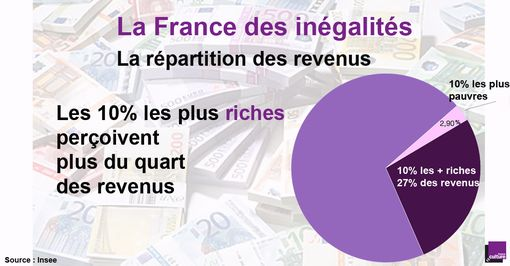 La France des inégalités
La répartition des revenus
Les 10% les plus riches
perçoivent
plus du quart
des revenus
10% les plus
pauvres
2,90%
10% les + riches
27% des revenus
Source : Insee
culture